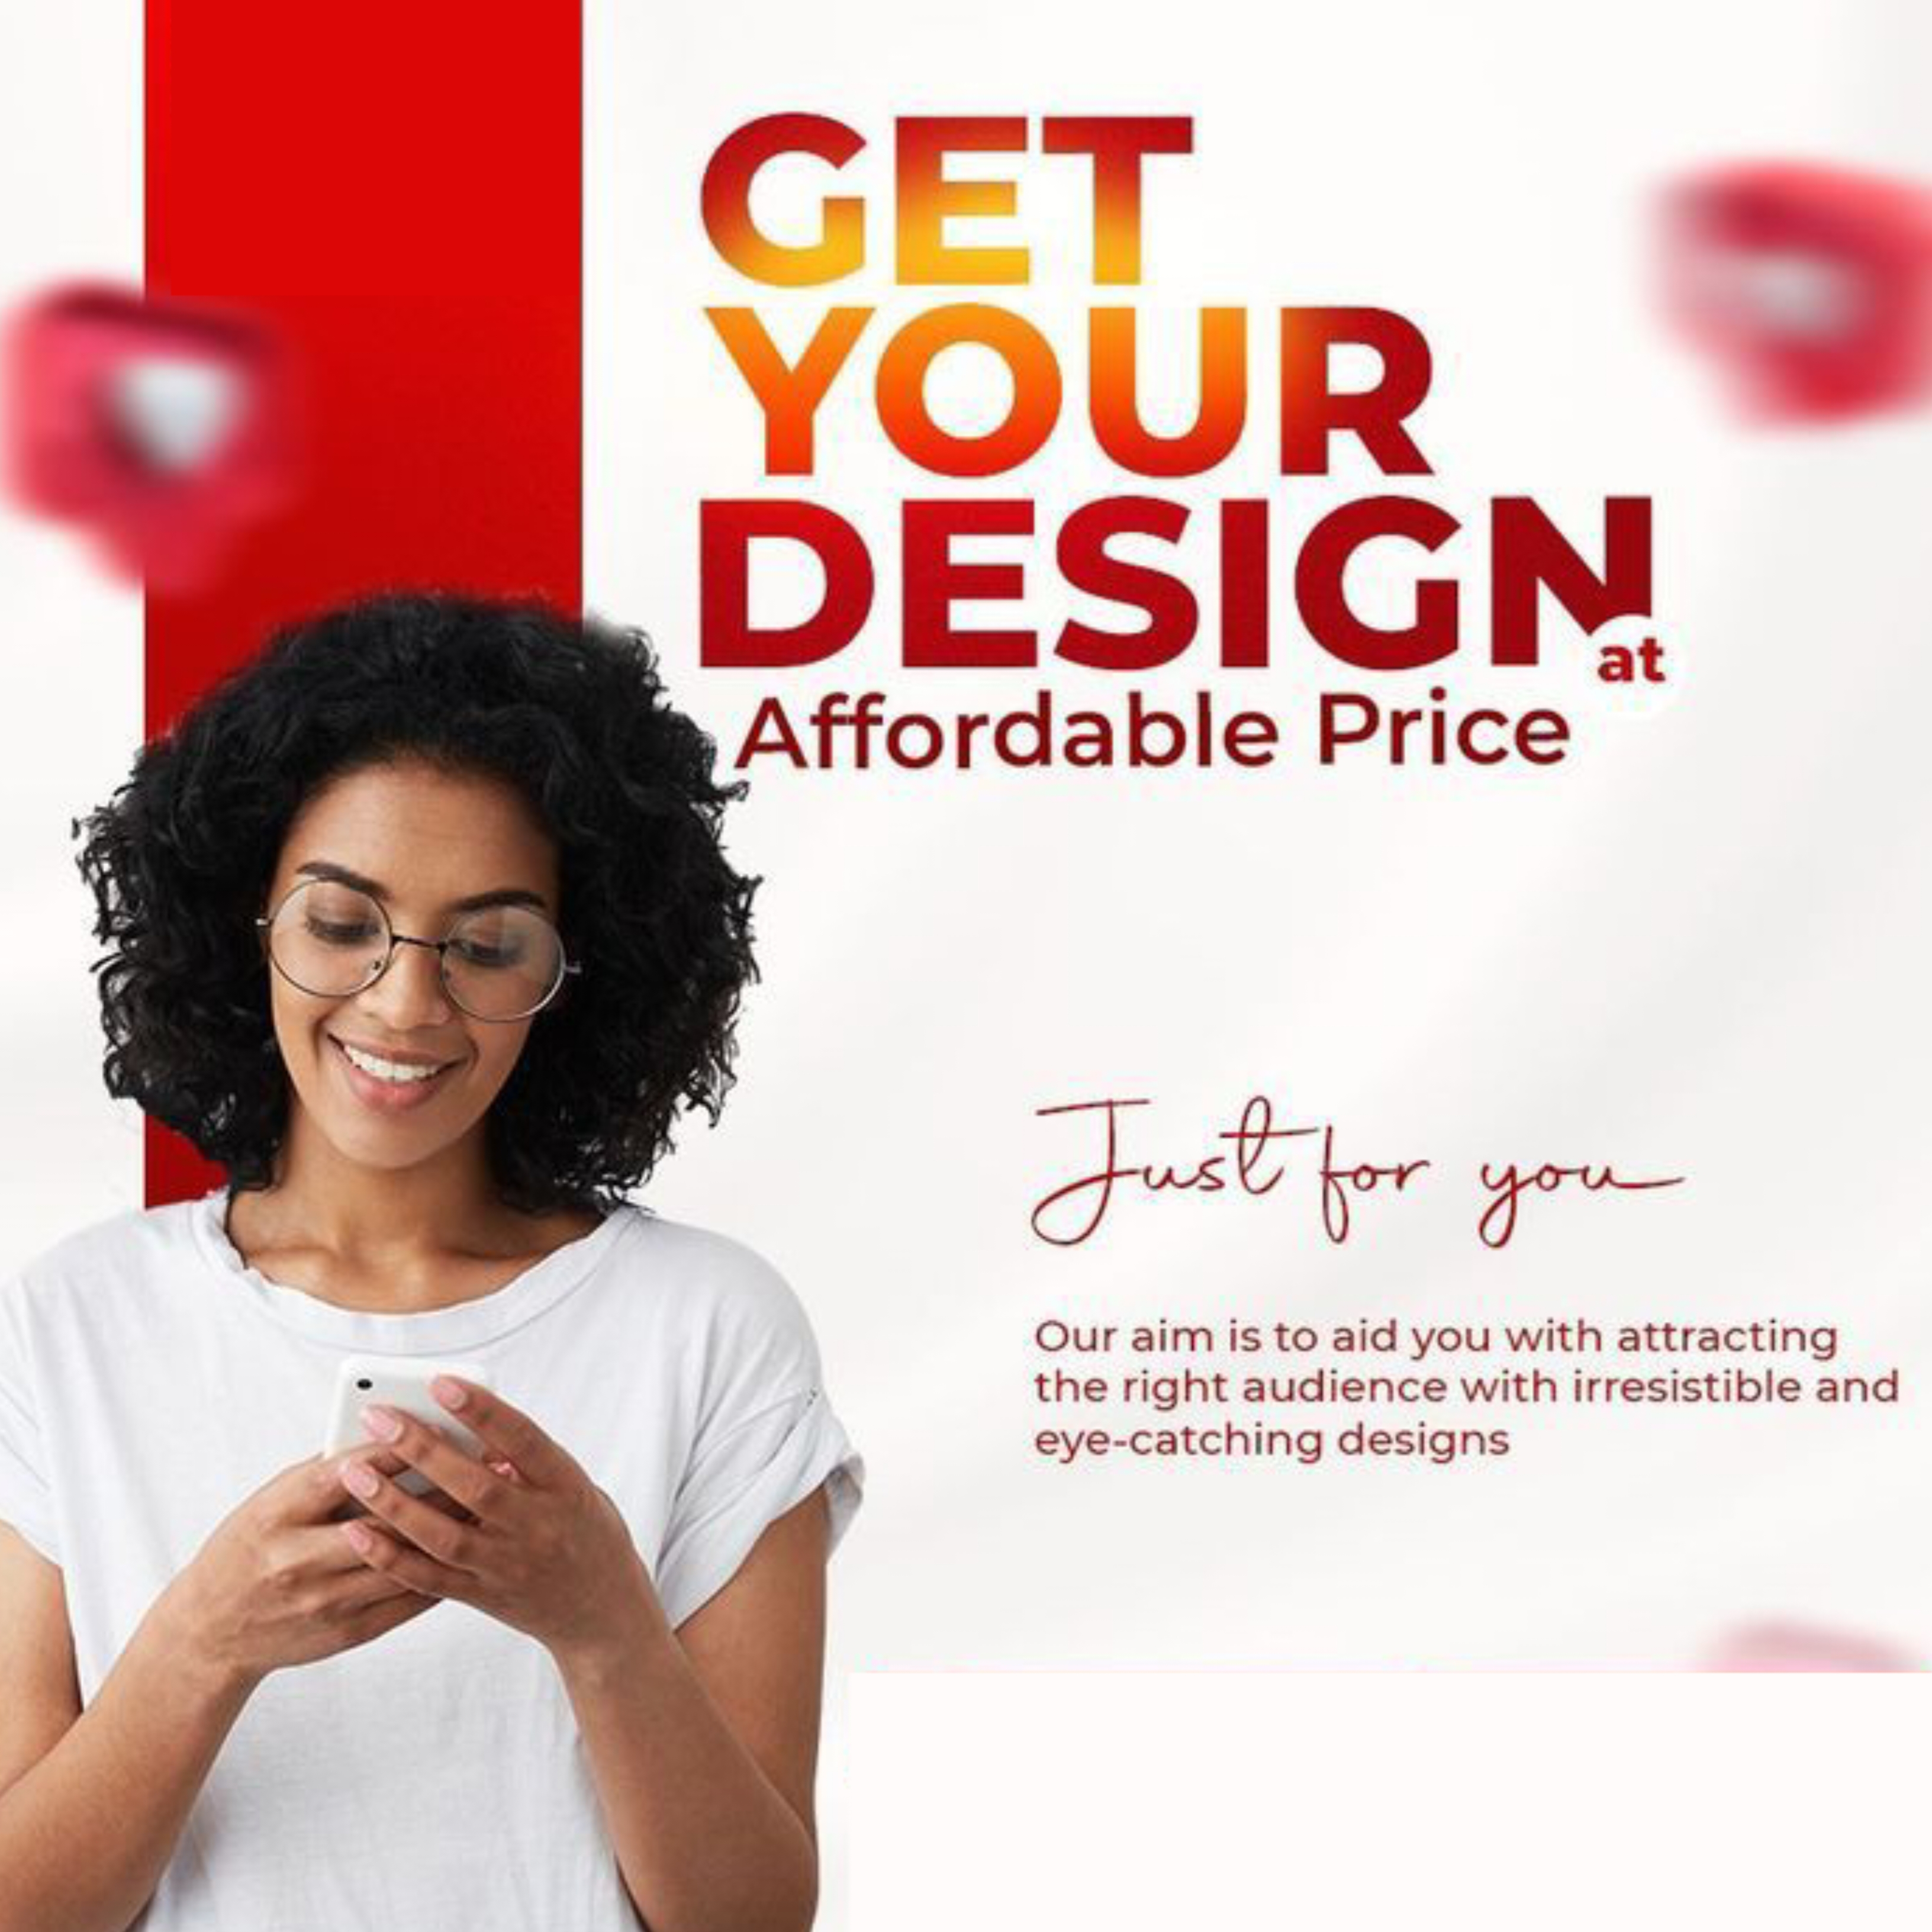 GET
YOUR
DESIGN
at
Affordable Price
Just for you
Our aim is to aid you with attracting
the right audience with irresistible and
eye-catching designs